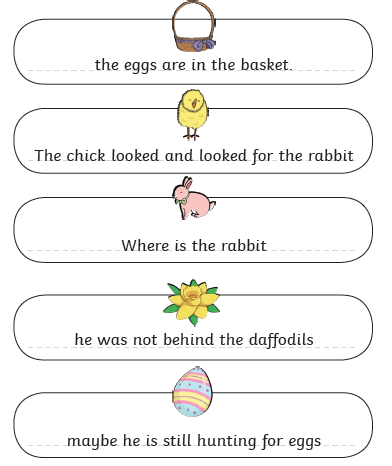 the eggs are in the basket.
The chick looked and looked for the rabbit
Where is the rabbit
he was not behind the daffodils
maybe he is still hunting for eggs